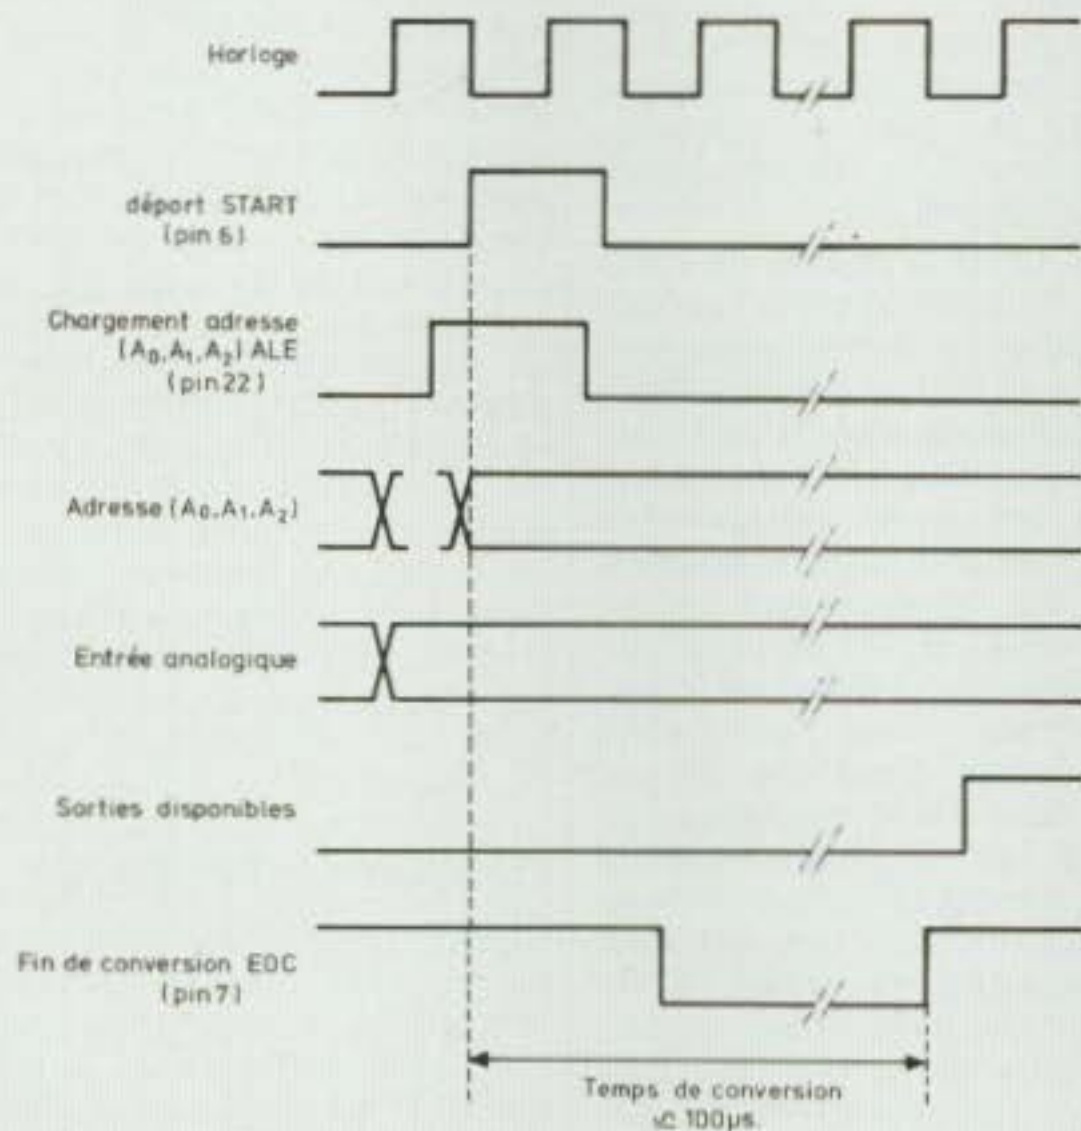 Horloge
départ START
(pin 6)
Chargement adresse
(A₀,A₁,A₂) ALE
(pin 22)
Adresse (A₀,A₁,A₂)
Entrée analogique
Sorties disponibles
Fin de conversion EOC
(pin 7)
Temps de conversion
≃ 100µs.